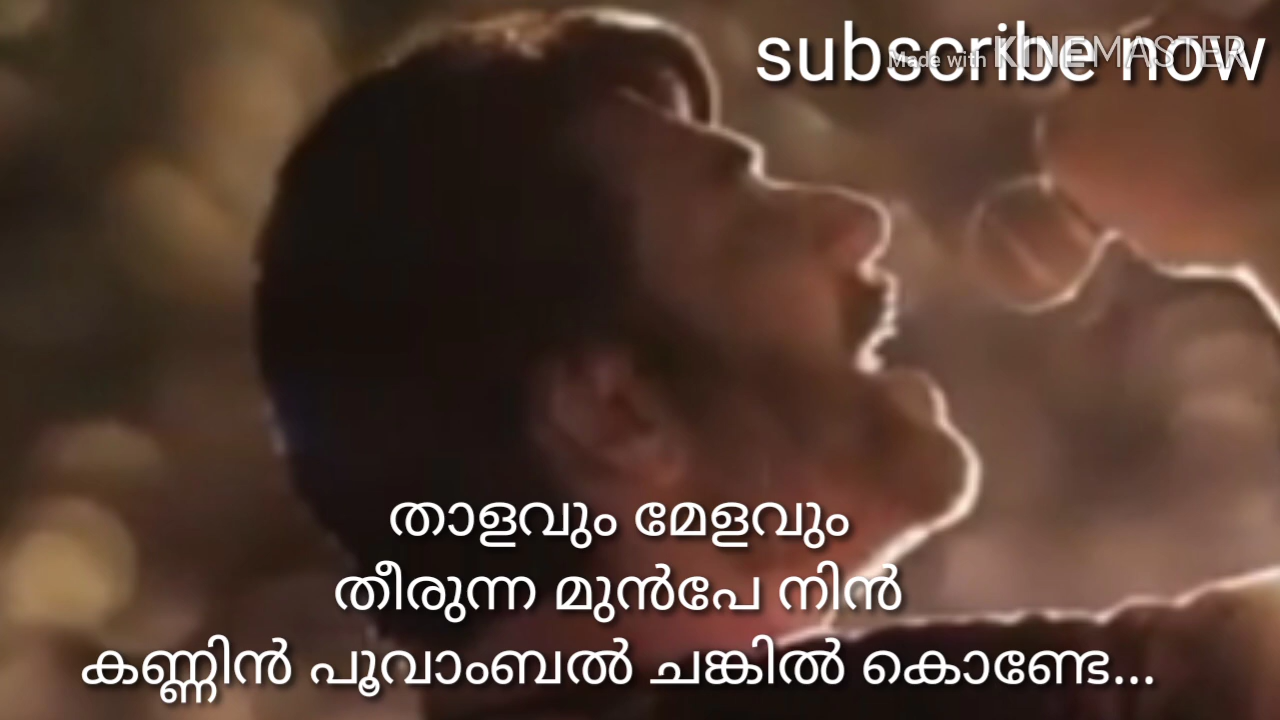 subscribe now
Made with KINEMASTER
താളവും മേളവും
തീരുന്ന മുൻപേ നിൻ
കണ്ണിൻ പൂവാംബൽ ചങ്കിൽ കൊണ്ടേ...